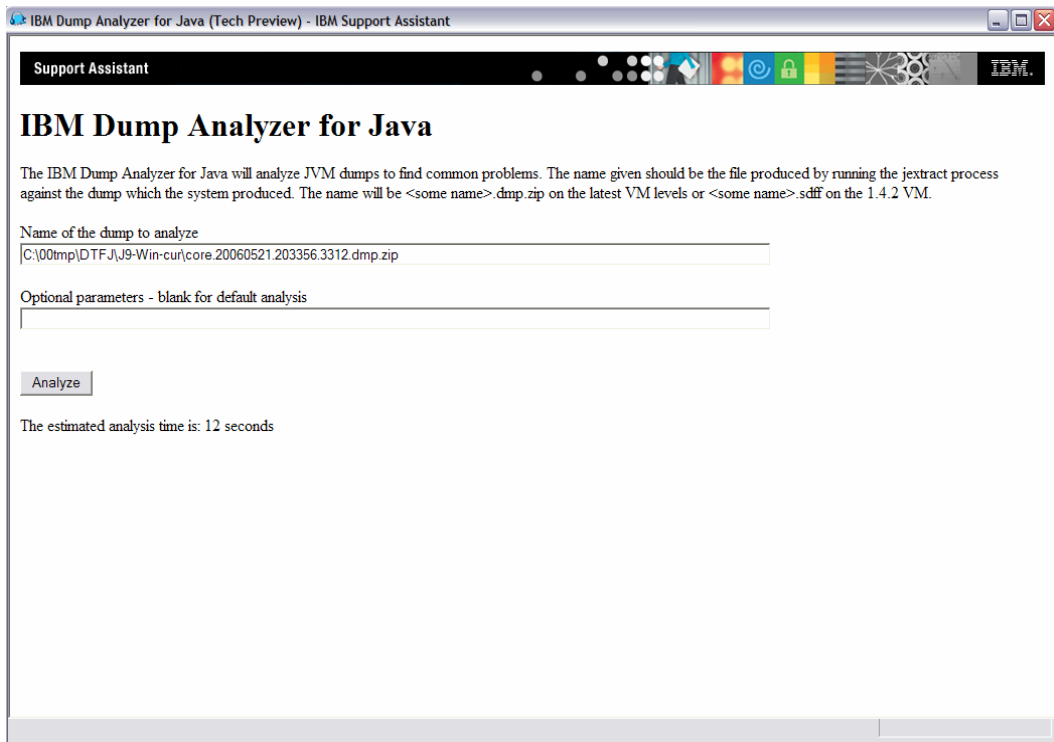 IBM Dump Analyzer for Java (Tech Preview) - IBM Support Assistant
Support Assistant
IBM.
IBM Dump Analyzer for Java
The IBM Dump Analyzer for Java will analyze JVM dumps to find common problems. The name given should be the file produced by running the jextract process
against the dump which the system produced. The name will be <some name>.dmp.zip on the latest VM levels or <some name>.sdff on the 1.4.2 VM.
Name of the dump to analyze
C:\00tmp\DTFJ\J9-Win-cur\core.20060521.203356.3312.dmp.zip
Optional parameters - blank for default analysis
Analyze
The estimated analysis time is: 12 seconds